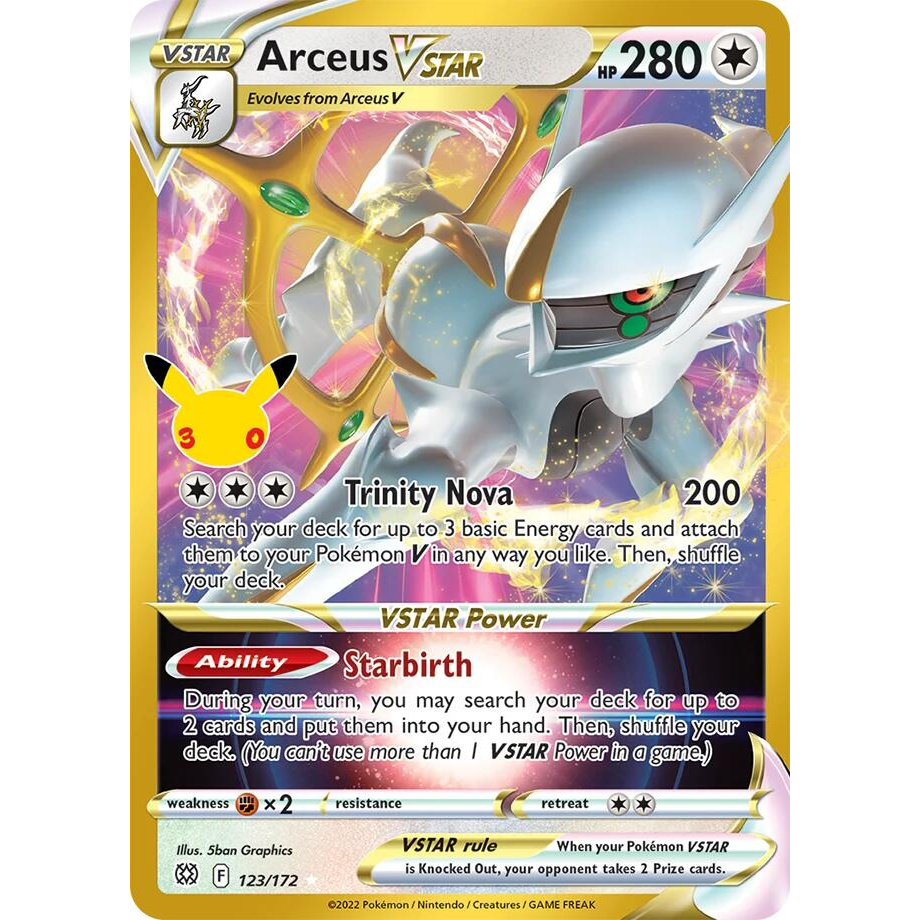 VSTAR
Arceus VSTAR
HP 280
Evolves from Arceus V
30
Trinity Nova 200
Search your deck for up to 3 basic Energy cards and attach
them to your Pokémon V in any way you like. Then, shuffle
your deck.
VSTAR Power
Ability Starbirth
During your turn, you may search your deck for up to
2 cards and put them into your hand. Then, shuffle your
deck. (You can't use more than 1 VSTAR Power in a game.)
weakness ×2 resistance retreat
Illus. 5ban Graphics
F 123/172
VSTAR rule When your Pokémon VSTAR
is Knocked Out, your opponent takes 2 Prize cards.
©2022 Pokémon / Nintendo / Creatures / GAME FREAK